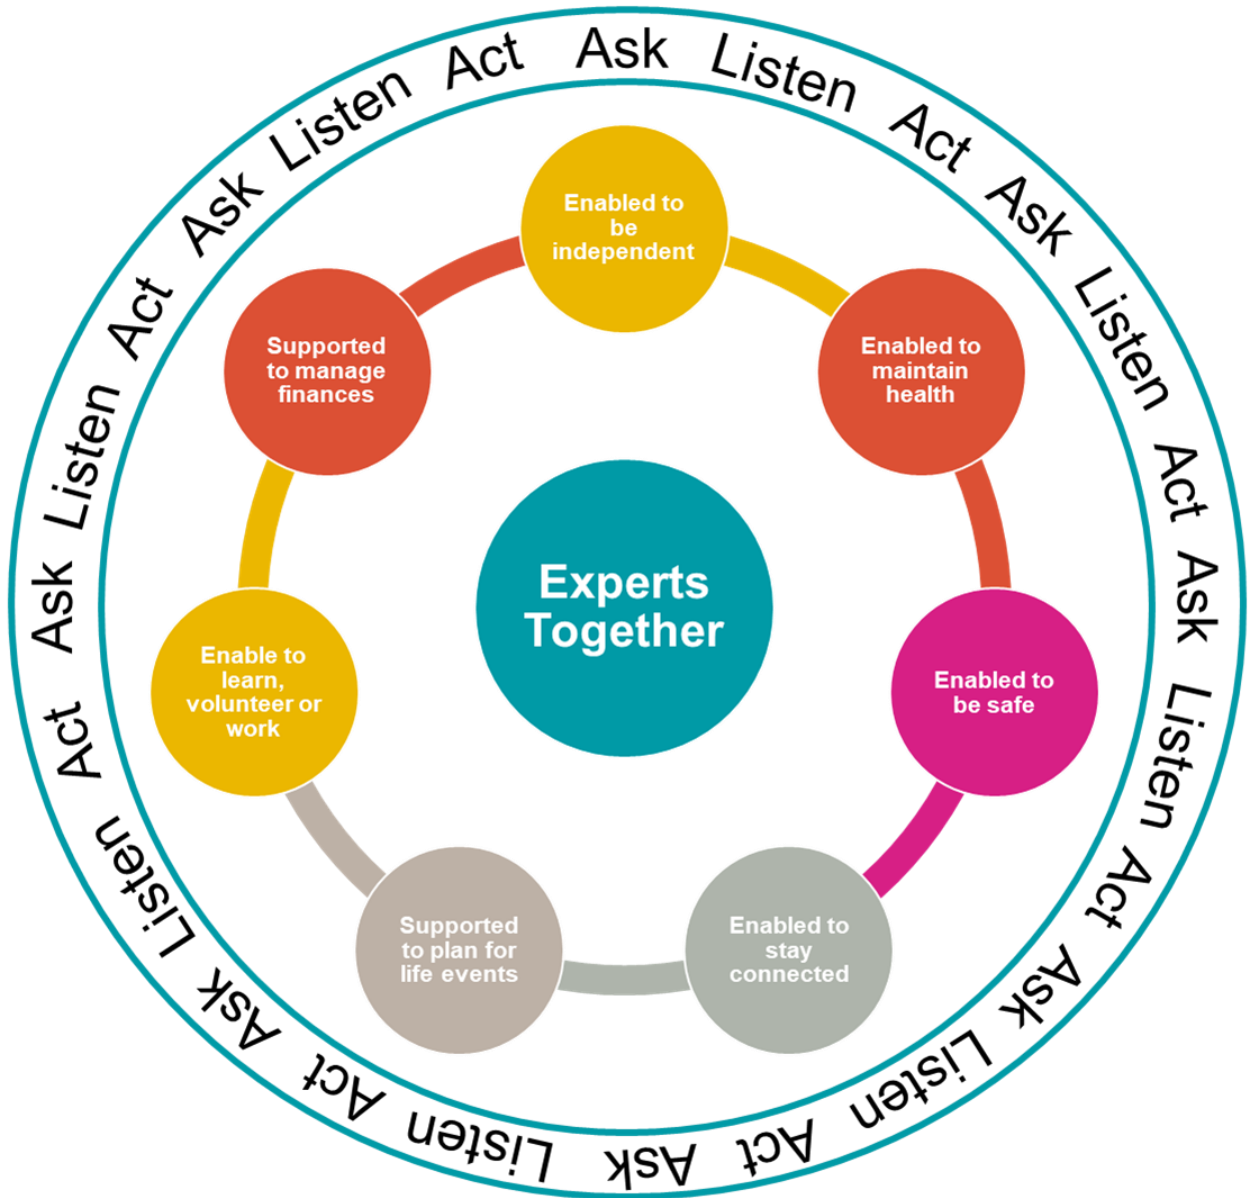 Ask Listen Act Ask Listen Act Ask Listen Act Ask Listen Act Ask Listen Act Ask Listen Act Ask Listen Act Ask Listen Act
Enabled to
be
independent
Enabled to
maintain
health
Enabled to
be safe
Enabled to
stay
connected
Supported
to plan for
life events
Enable to
learn,
volunteer or
work
Supported
to manage
finances
Experts
Together